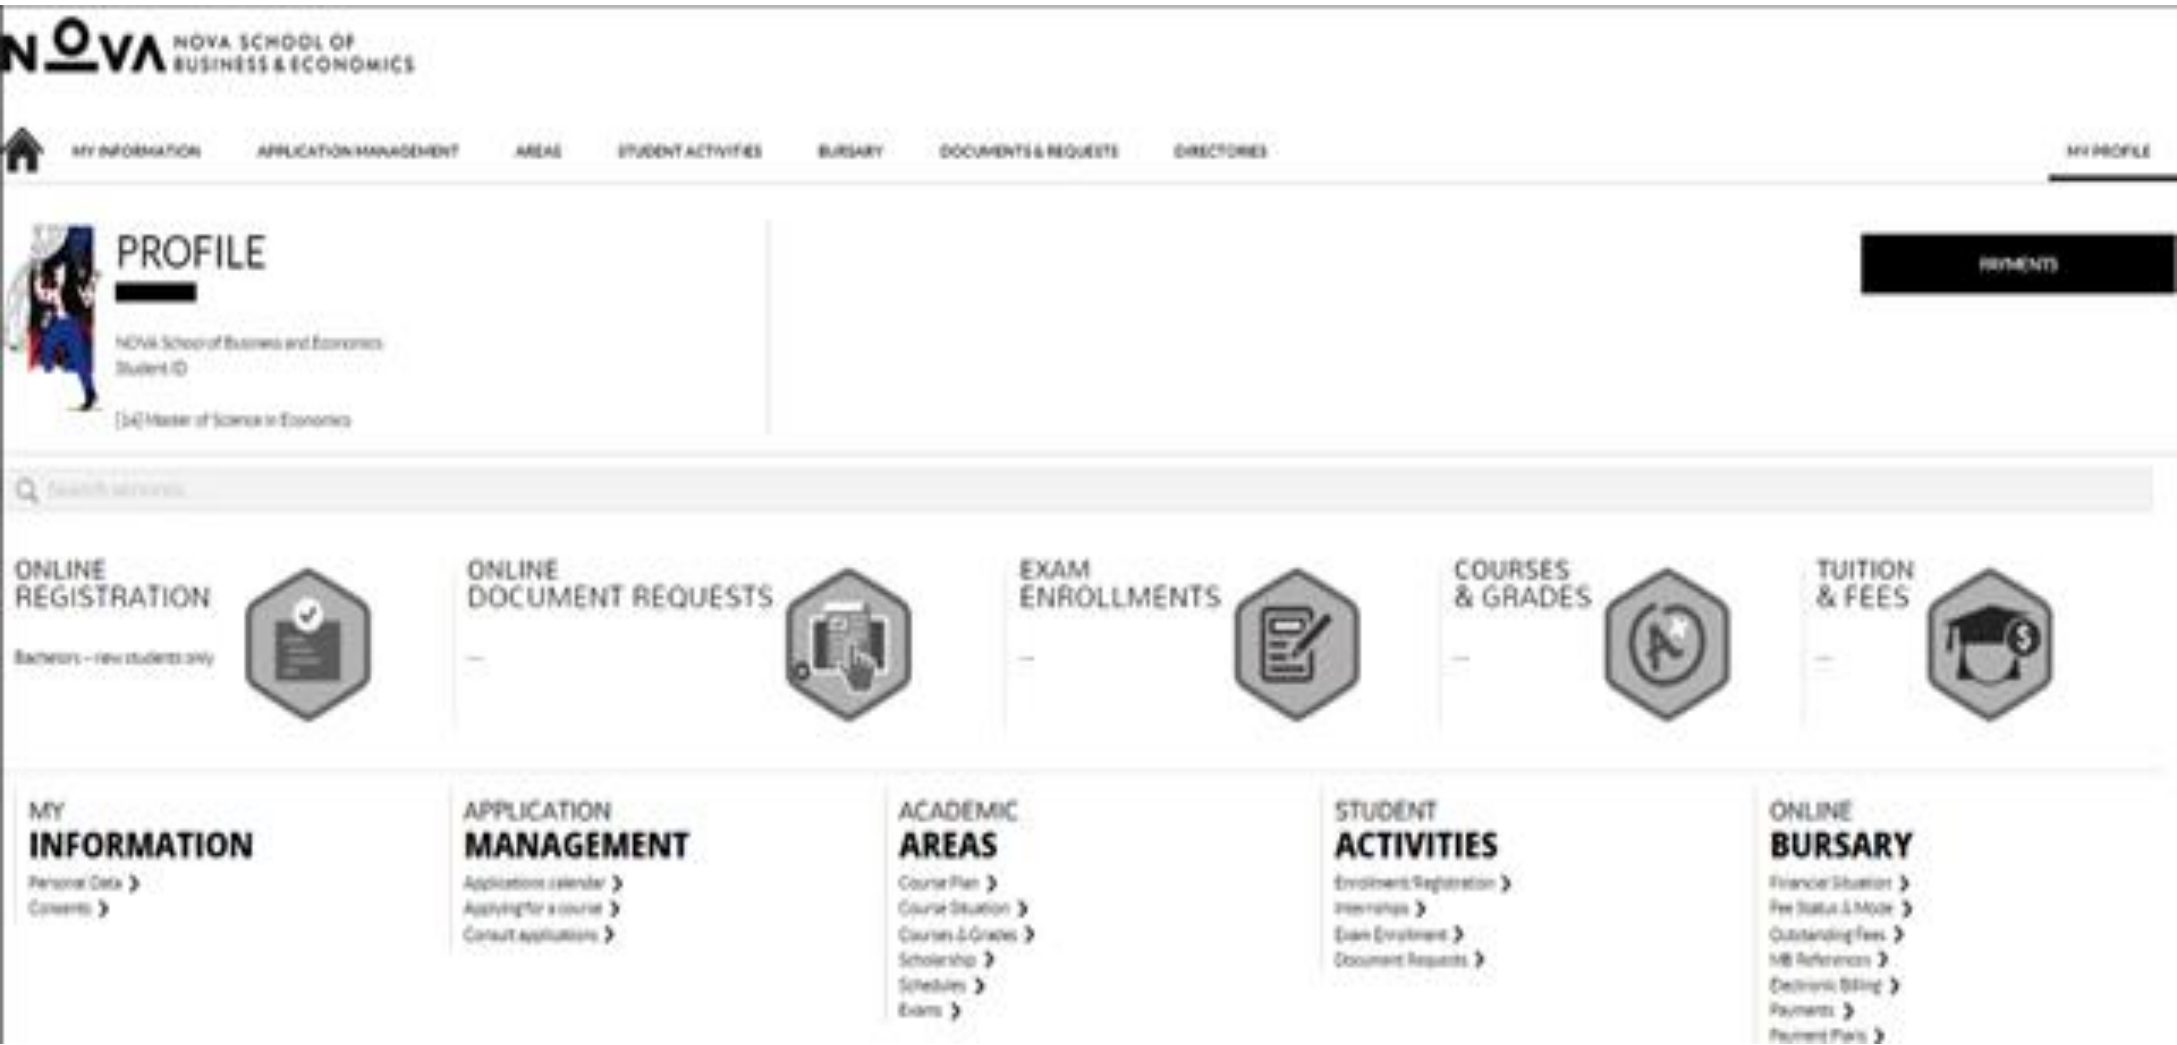 NOVA NOVA SCHOOL OF
BUSINESS & ECONOMICS
MY INFORMATION APPLICATION MANAGEMENT AREAS STUDENT ACTIVITIES BURSARY DOCUMENTS & REQUESTS DIRECTORIES MY PROFILE
PROFILE
PAYMENTS
NOVA School of Business and Economics
Student ID
[14] Master of Science in Economics
Search services
ONLINE
REGISTRATION
Bachelors - new students only
ONLINE
DOCUMENT REQUESTS
...
EXAM
ENROLLMENTS
...
COURSES
& GRADES
...
A+
TUITION
& FEES
...
$
MY
INFORMATION
Personal Data
Consents
APPLICATION
MANAGEMENT
Applications calendar
Applying for a course
Consult applications
ACADEMIC
AREAS
Course Plan
Course Situation
Courses & Grades
Scholarship
Schedules
Exams
STUDENT
ACTIVITIES
Enrolment/Registration
Internships
Exam Enrolment
Document Requests
ONLINE
BURSARY
Financial Situation
Fee Status & Mode
Outstanding Fees
MB References
Electronic Billing
Payments
Payment Plans